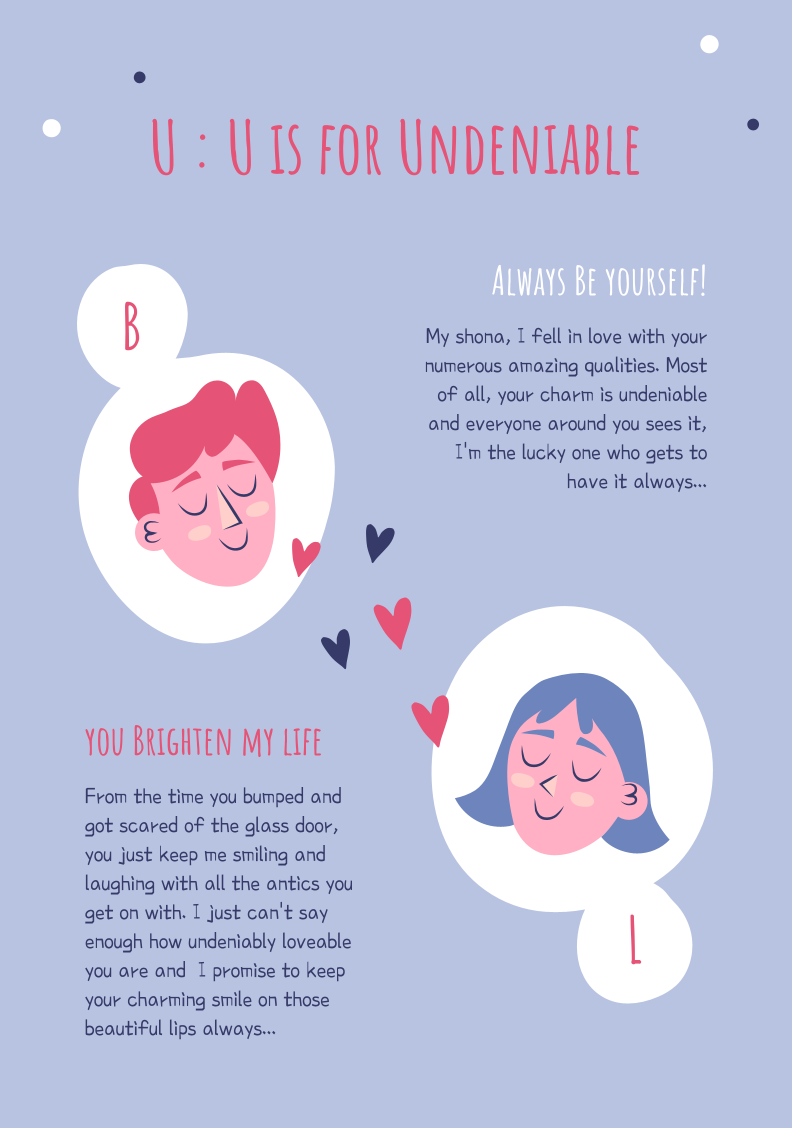 U : U is for Undeniable
B
Always Be yourself!
My shona, I fell in love with your
numerous amazing qualities. Most
of all, your charm is undeniable
and everyone around you sees it,
I'm the lucky one who gets to
have it always...
you Brighten my life
From the time you bumped and
got scared of the glass door,
you just keep me smiling and
laughing with all the antics you
get on with. I just can't say
enough how undeniably loveable
you are and  I promise to keep
your charming smile on those
beautiful lips always...
L